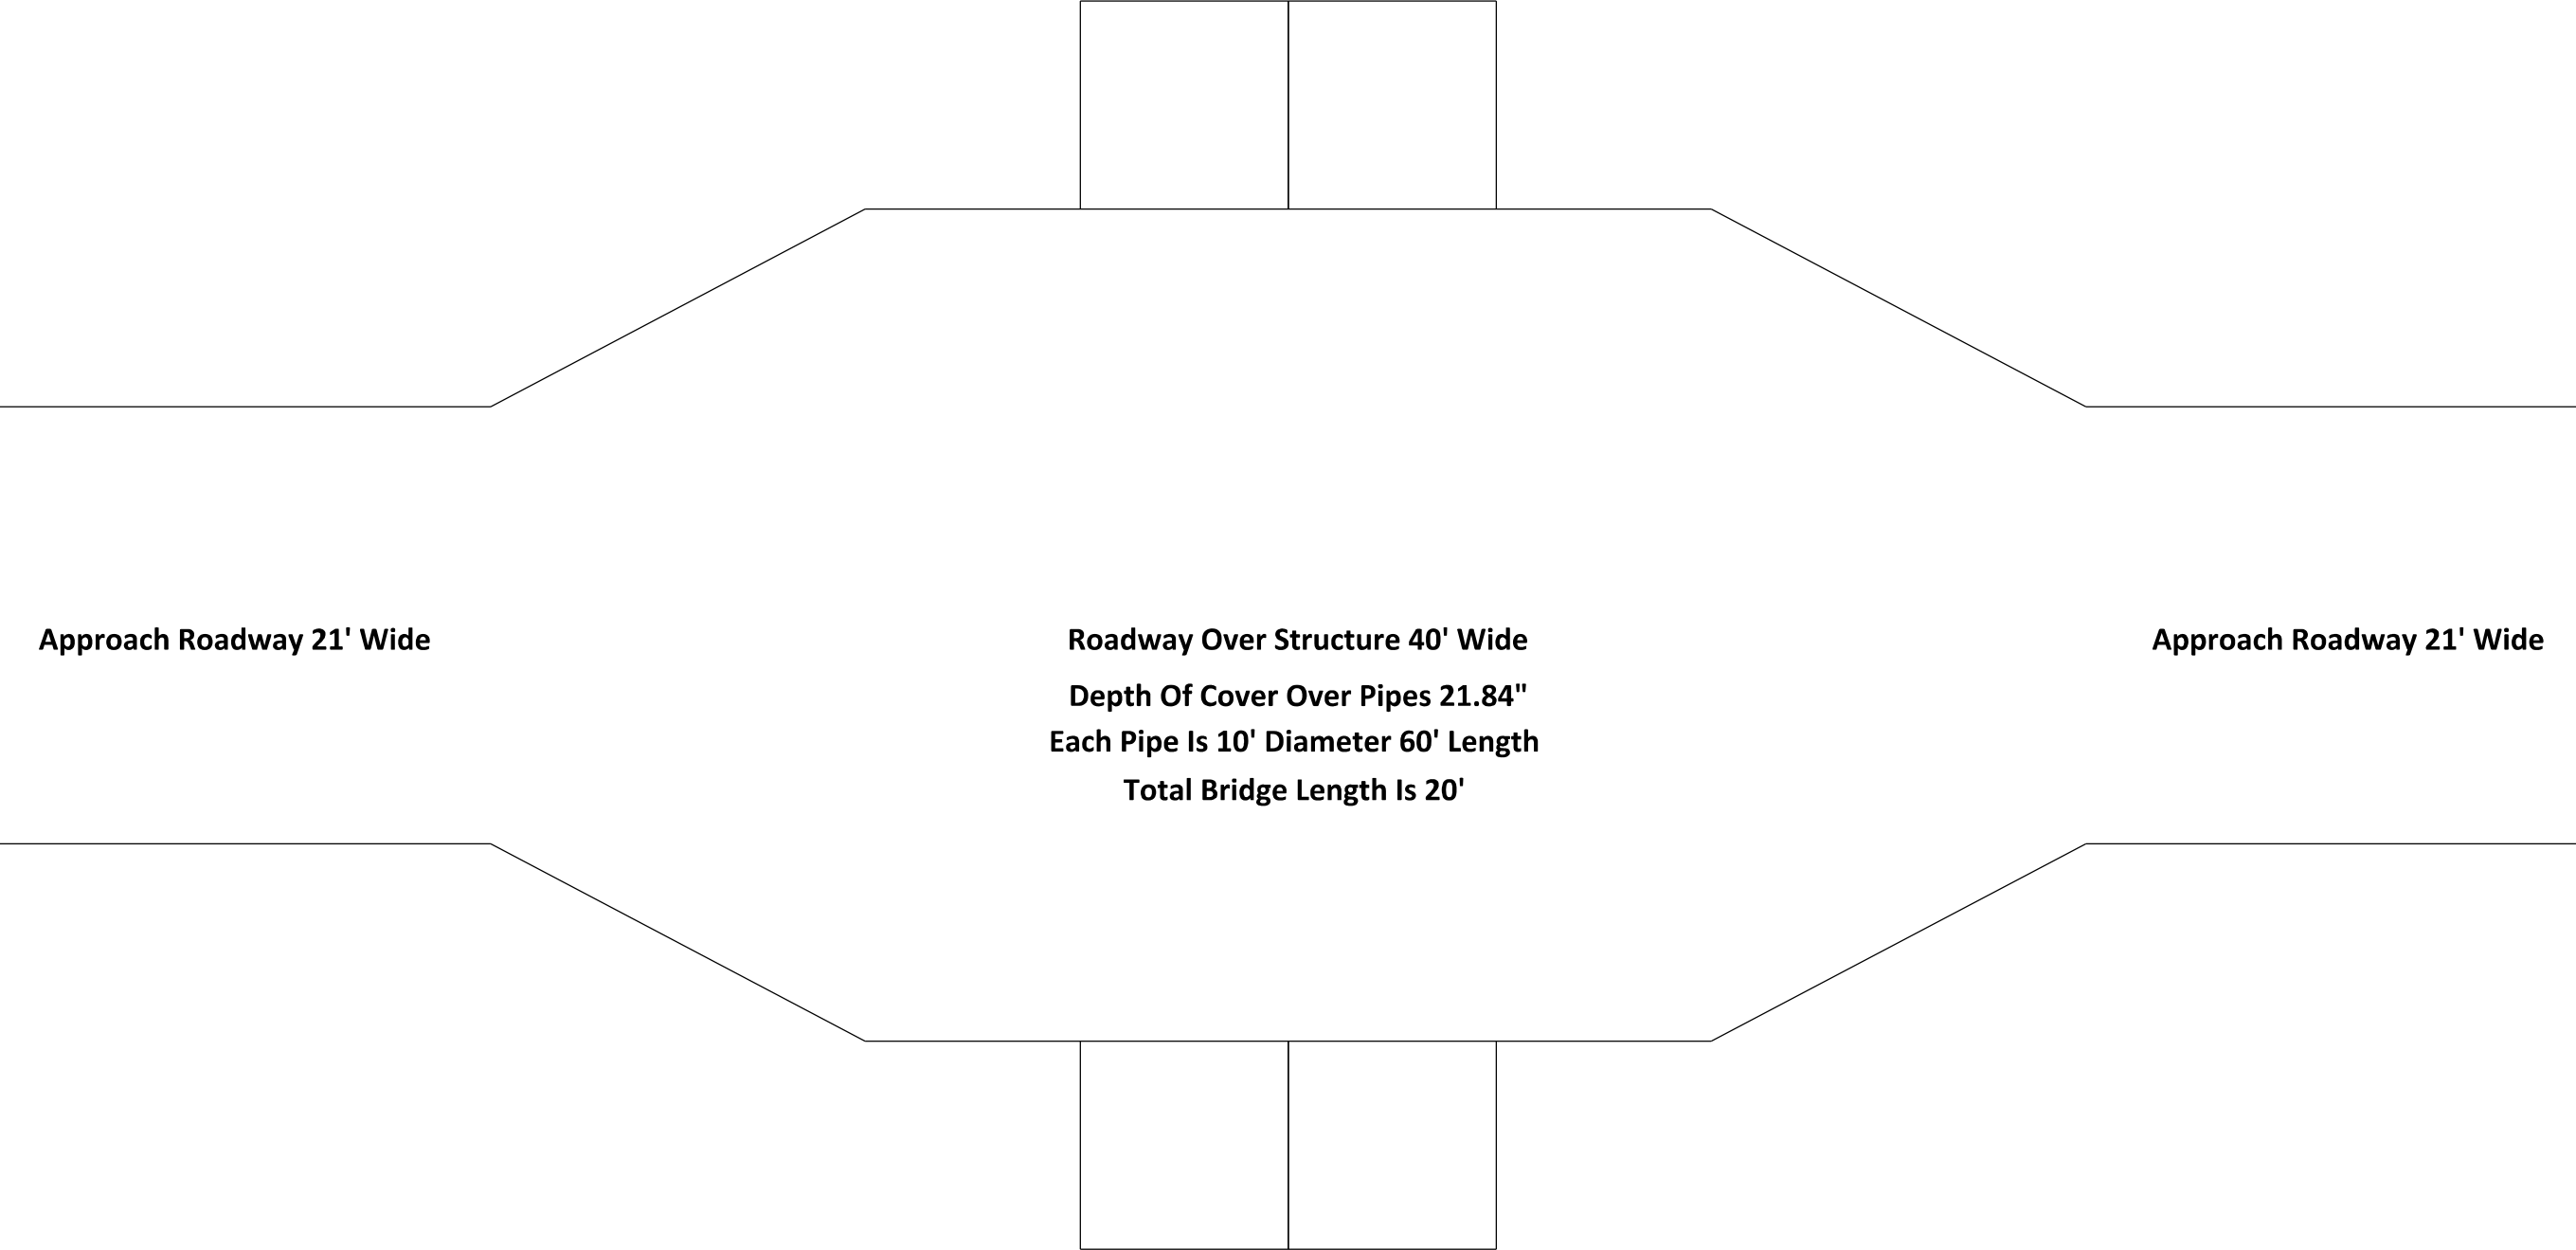 Approach Roadway 21' Wide
Roadway Over Structure 40' Wide
Approach Roadway 21' Wide
Depth Of Cover Over Pipes 21.84"
Each Pipe Is 10' Diameter 60' Length
Total Bridge Length Is 20'